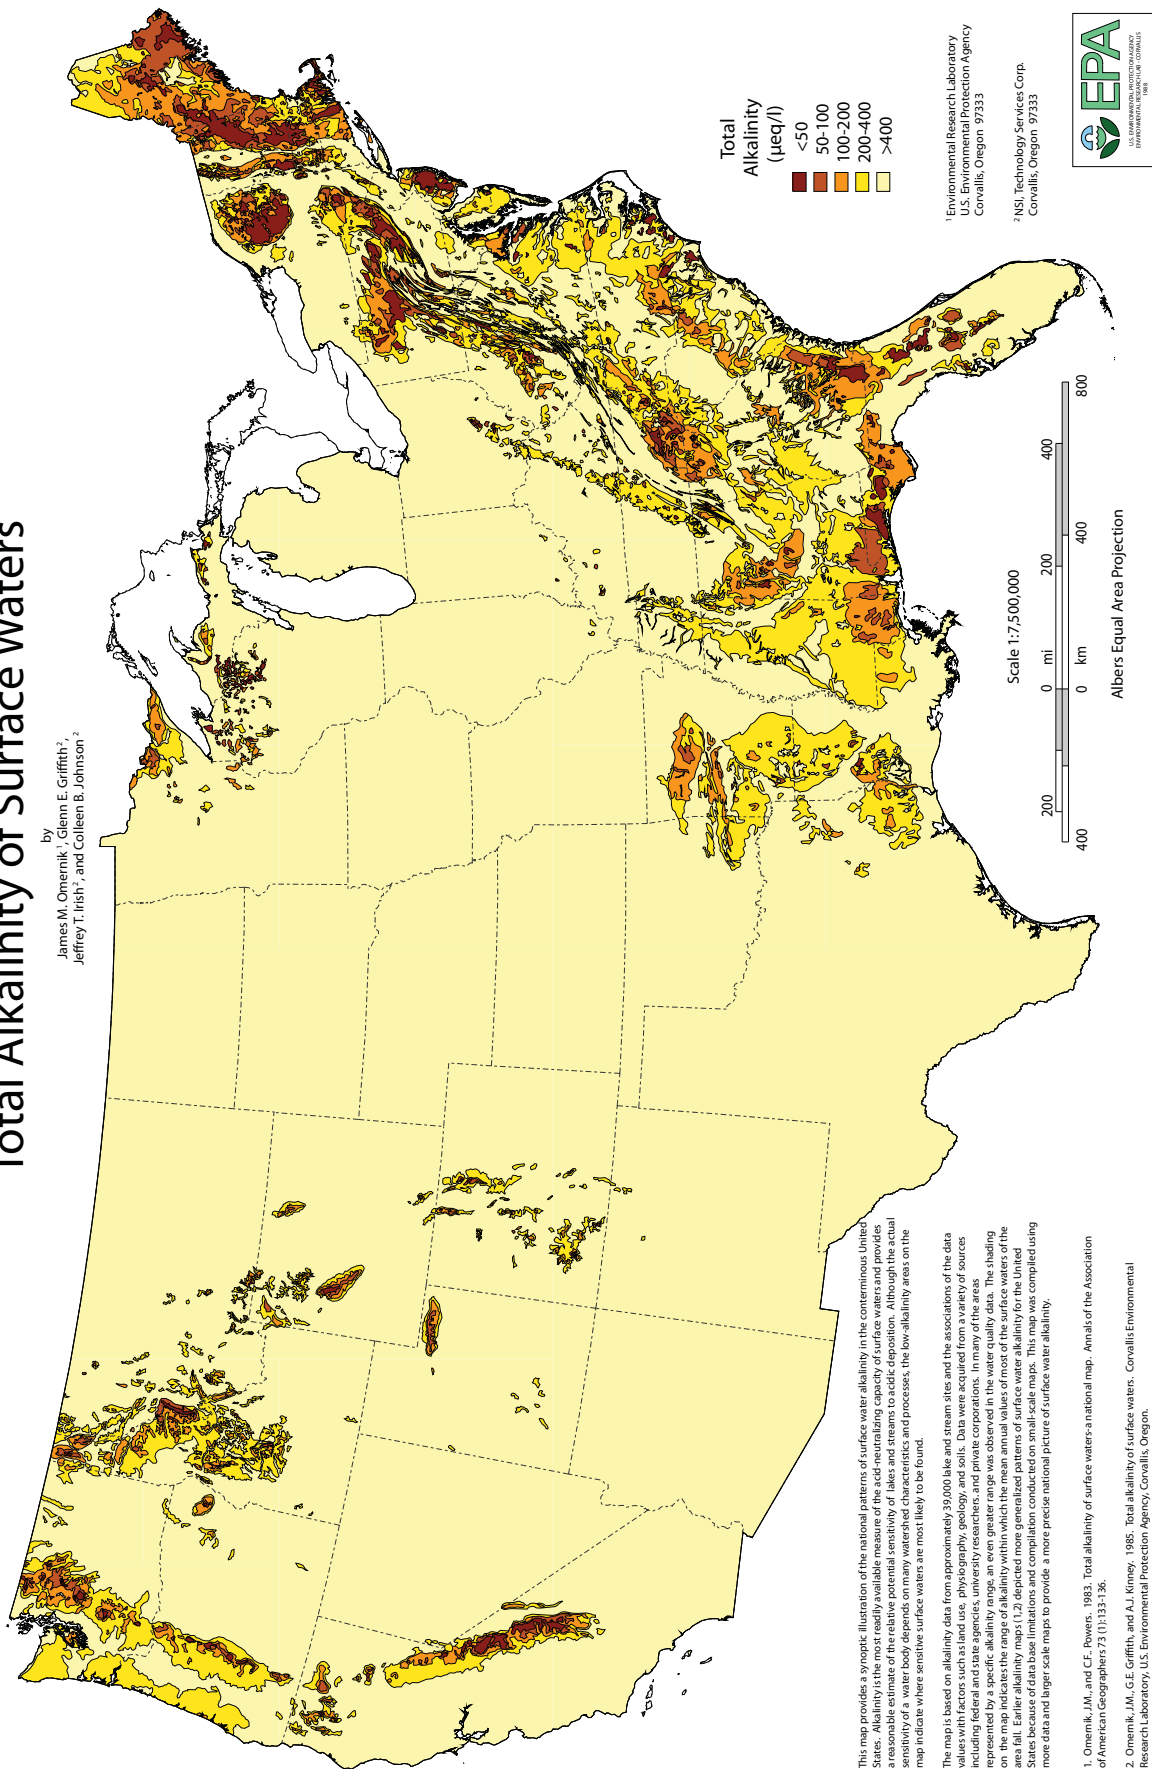 Total Alkalinity of Surface Waters
by
James M. Omernik ¹, Glenn E. Griffith ²,
Jeffrey T. Irish ², and Colleen B. Johnson ²
Total
Alkalinity
(µeq/l)
<50
50-100
100-200
200-400
>400
¹ Environmental Research Laboratory
U.S. Environmental Protection Agency
Corvallis, Oregon 97333
² NSI, Technology Services Corp.
Corvallis, Oregon 97333
EPA
U.S. ENVIRONMENTAL PROTECTION AGENCY
ENVIRONMENTAL RESEARCH LAB - CORVALLIS
1988
Scale 1:7,500,000
200 0 mi 200 400
400 0 km 400 800
Albers Equal Area Projection
This map provides a synoptic illustration of the national patterns of surface water alkalinity in the conterminous United
States. Alkalinity is the most readily available measure of the acid-neutralizing capacity of surface waters and provides
a reasonable estimate of the relative potential sensitivity of lakes and streams to acidic deposition. Although the actual
sensitivity of a water body depends on many watershed characteristics and processes, the low-alkalinity areas on the
map indicate where sensitive surface waters are most likely to be found.
The map is based on alkalinity data from approximately 39,000 lake and stream sites and the associations of the data
values with factors such as land use, physiography, geology, and soils. Data were acquired from a variety of sources
including federal and state agencies, university researchers, and private corporations. In many of the areas
represented by a specific alkalinity range, an even greater range was observed in the water quality data. The shading
on the map indicates the range of alkalinity within which the mean annual values of most of the surface waters of the
area fall. Earlier alkalinity maps (1,2) depicted more generalized patterns of surface water alkalinity for the United
States because of data base limitations and compilation conducted on small-scale maps. This map was compiled using
more data and larger scale maps to provide a more precise national picture of surface water alkalinity.
1. Omernik, J.M., and C.F. Powers. 1983. Total alkalinity of surface waters-a national map. Annals of the Association
of American Geographers 73 (1):133-136.
2. Omernik, J.M., G.E. Griffith, and A.J. Kinney. 1985. Total alkalinity of surface waters. Corvallis Environmental
Research Laboratory, U.S. Environmental Protection Agency, Corvallis, Oregon.